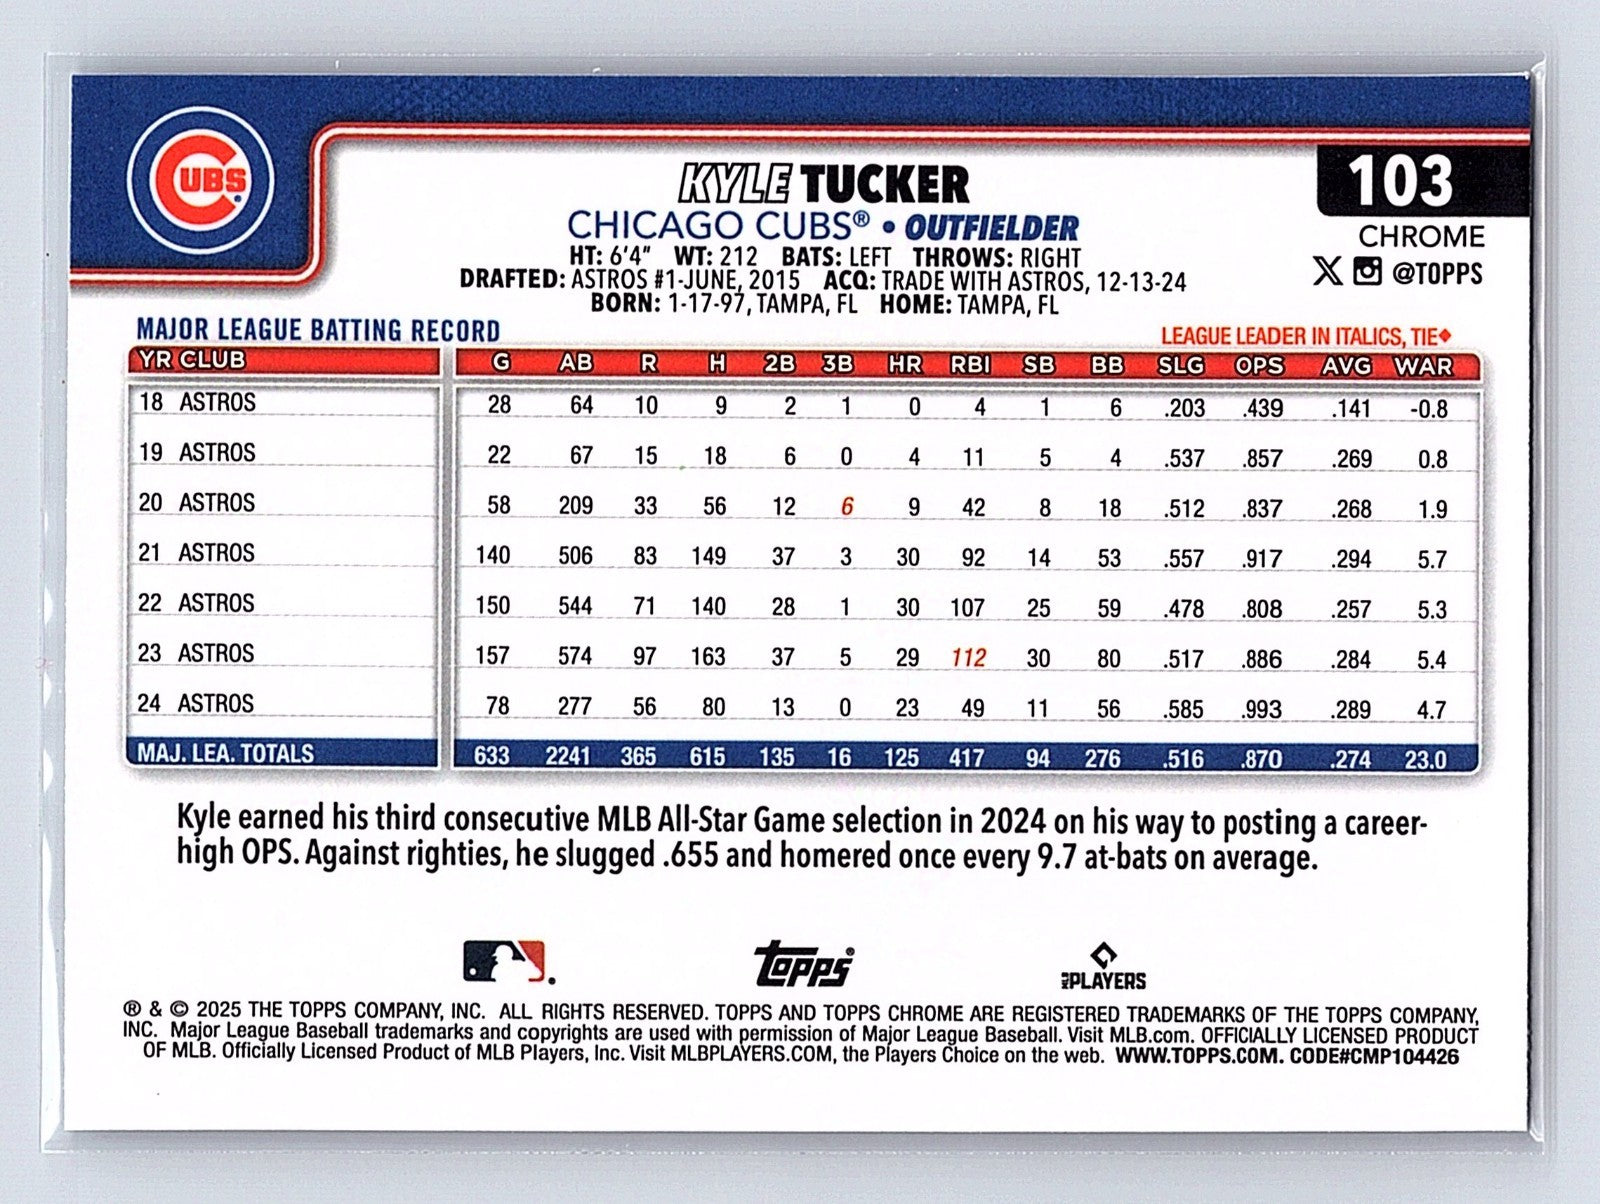 CUBS
KYLE TUCKER
103
CHICAGO CUBS® • OUTFIELDER
CHROME
HT: 6'4" WT: 212 BATS: LEFT THROWS: RIGHT
@TOPPS
DRAFTED: ASTROS #1-JUNE, 2015 ACQ: TRADE WITH ASTROS, 12-13-24
BORN: 1-17-97, TAMPA, FL HOME: TAMPA, FL
MAJOR LEAGUE BATTING RECORD LEAGUE LEADER IN ITALICS, TIE◆
YR CLUB G AB R H 2B 3B HR RBI SB BB SLG OPS AVG WAR
18 ASTROS 28 64 10 9 2 1 0 4 1 6 .203 .439 .141 -0.8
19 ASTROS 22 67 15 18 6 0 4 11 5 4 .537 .857 .269 0.8
20 ASTROS 58 209 33 56 12 6 9 42 8 18 .512 .837 .268 1.9
21 ASTROS 140 506 83 149 37 3 30 92 14 53 .557 .917 .294 5.7
22 ASTROS 150 544 71 140 28 1 30 107 25 59 .478 .808 .257 5.3
23 ASTROS 157 574 97 163 37 5 29 112 30 80 .517 .886 .284 5.4
24 ASTROS 78 277 56 80 13 0 23 49 11 56 .585 .993 .289 4.7
MAJ. LEA. TOTALS 633 2241 365 615 135 16 125 417 94 276 .516 .870 .274 23.0
Kyle earned his third consecutive MLB All-Star Game selection in 2024 on his way to posting a career-
high OPS. Against righties, he slugged .655 and homered once every 9.7 at-bats on average.
Topps®
MLB PLAYERS
® & © 2025 THE TOPPS COMPANY, INC. ALL RIGHTS RESERVED. TOPPS AND TOPPS CHROME ARE REGISTERED TRADEMARKS OF THE TOPPS COMPANY,
INC. Major League Baseball trademarks and copyrights are used with permission of Major League Baseball. Visit MLB.com. OFFICIALLY LICENSED PRODUCT
OF MLB. Officially Licensed Product of MLB Players, Inc. Visit MLBPLAYERS.COM, the Players Choice on the web. WWW.TOPPS.COM. CODE#CMP104426